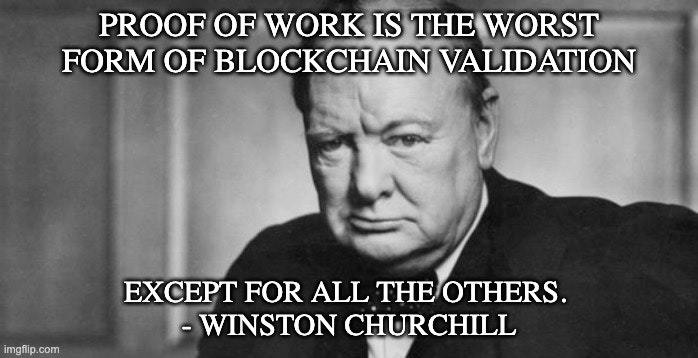 PROOF OF WORK IS THE WORST
FORM OF BLOCKCHAIN VALIDATION
EXCEPT FOR ALL THE OTHERS.
- WINSTON CHURCHILL
imgflip.com